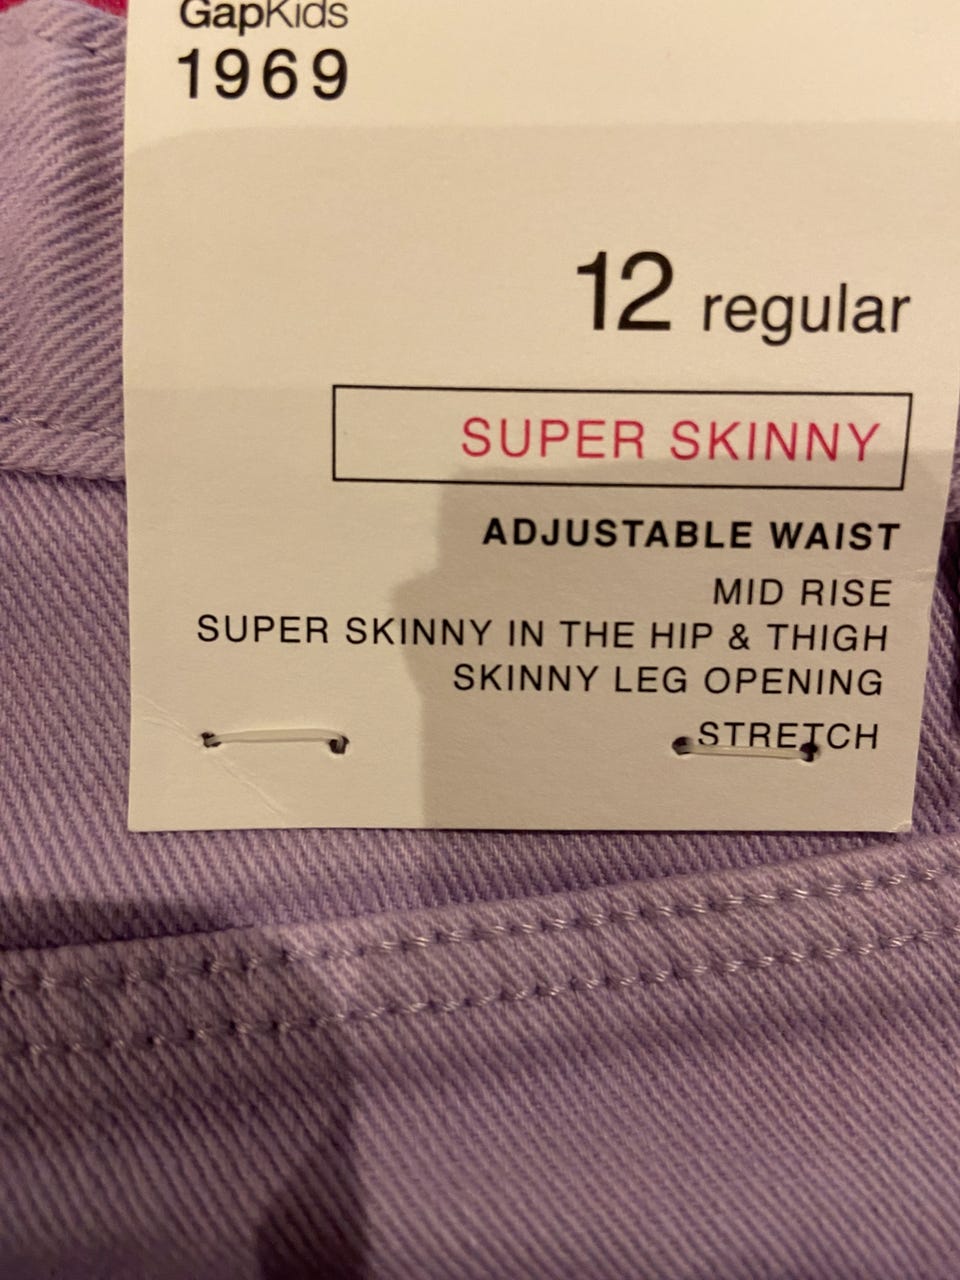 GapKids
1969
12 regular
SUPER SKINNY
ADJUSTABLE WAIST
MID RISE
SUPER SKINNY IN THE HIP & THIGH
SKINNY LEG OPENING
STRETCH